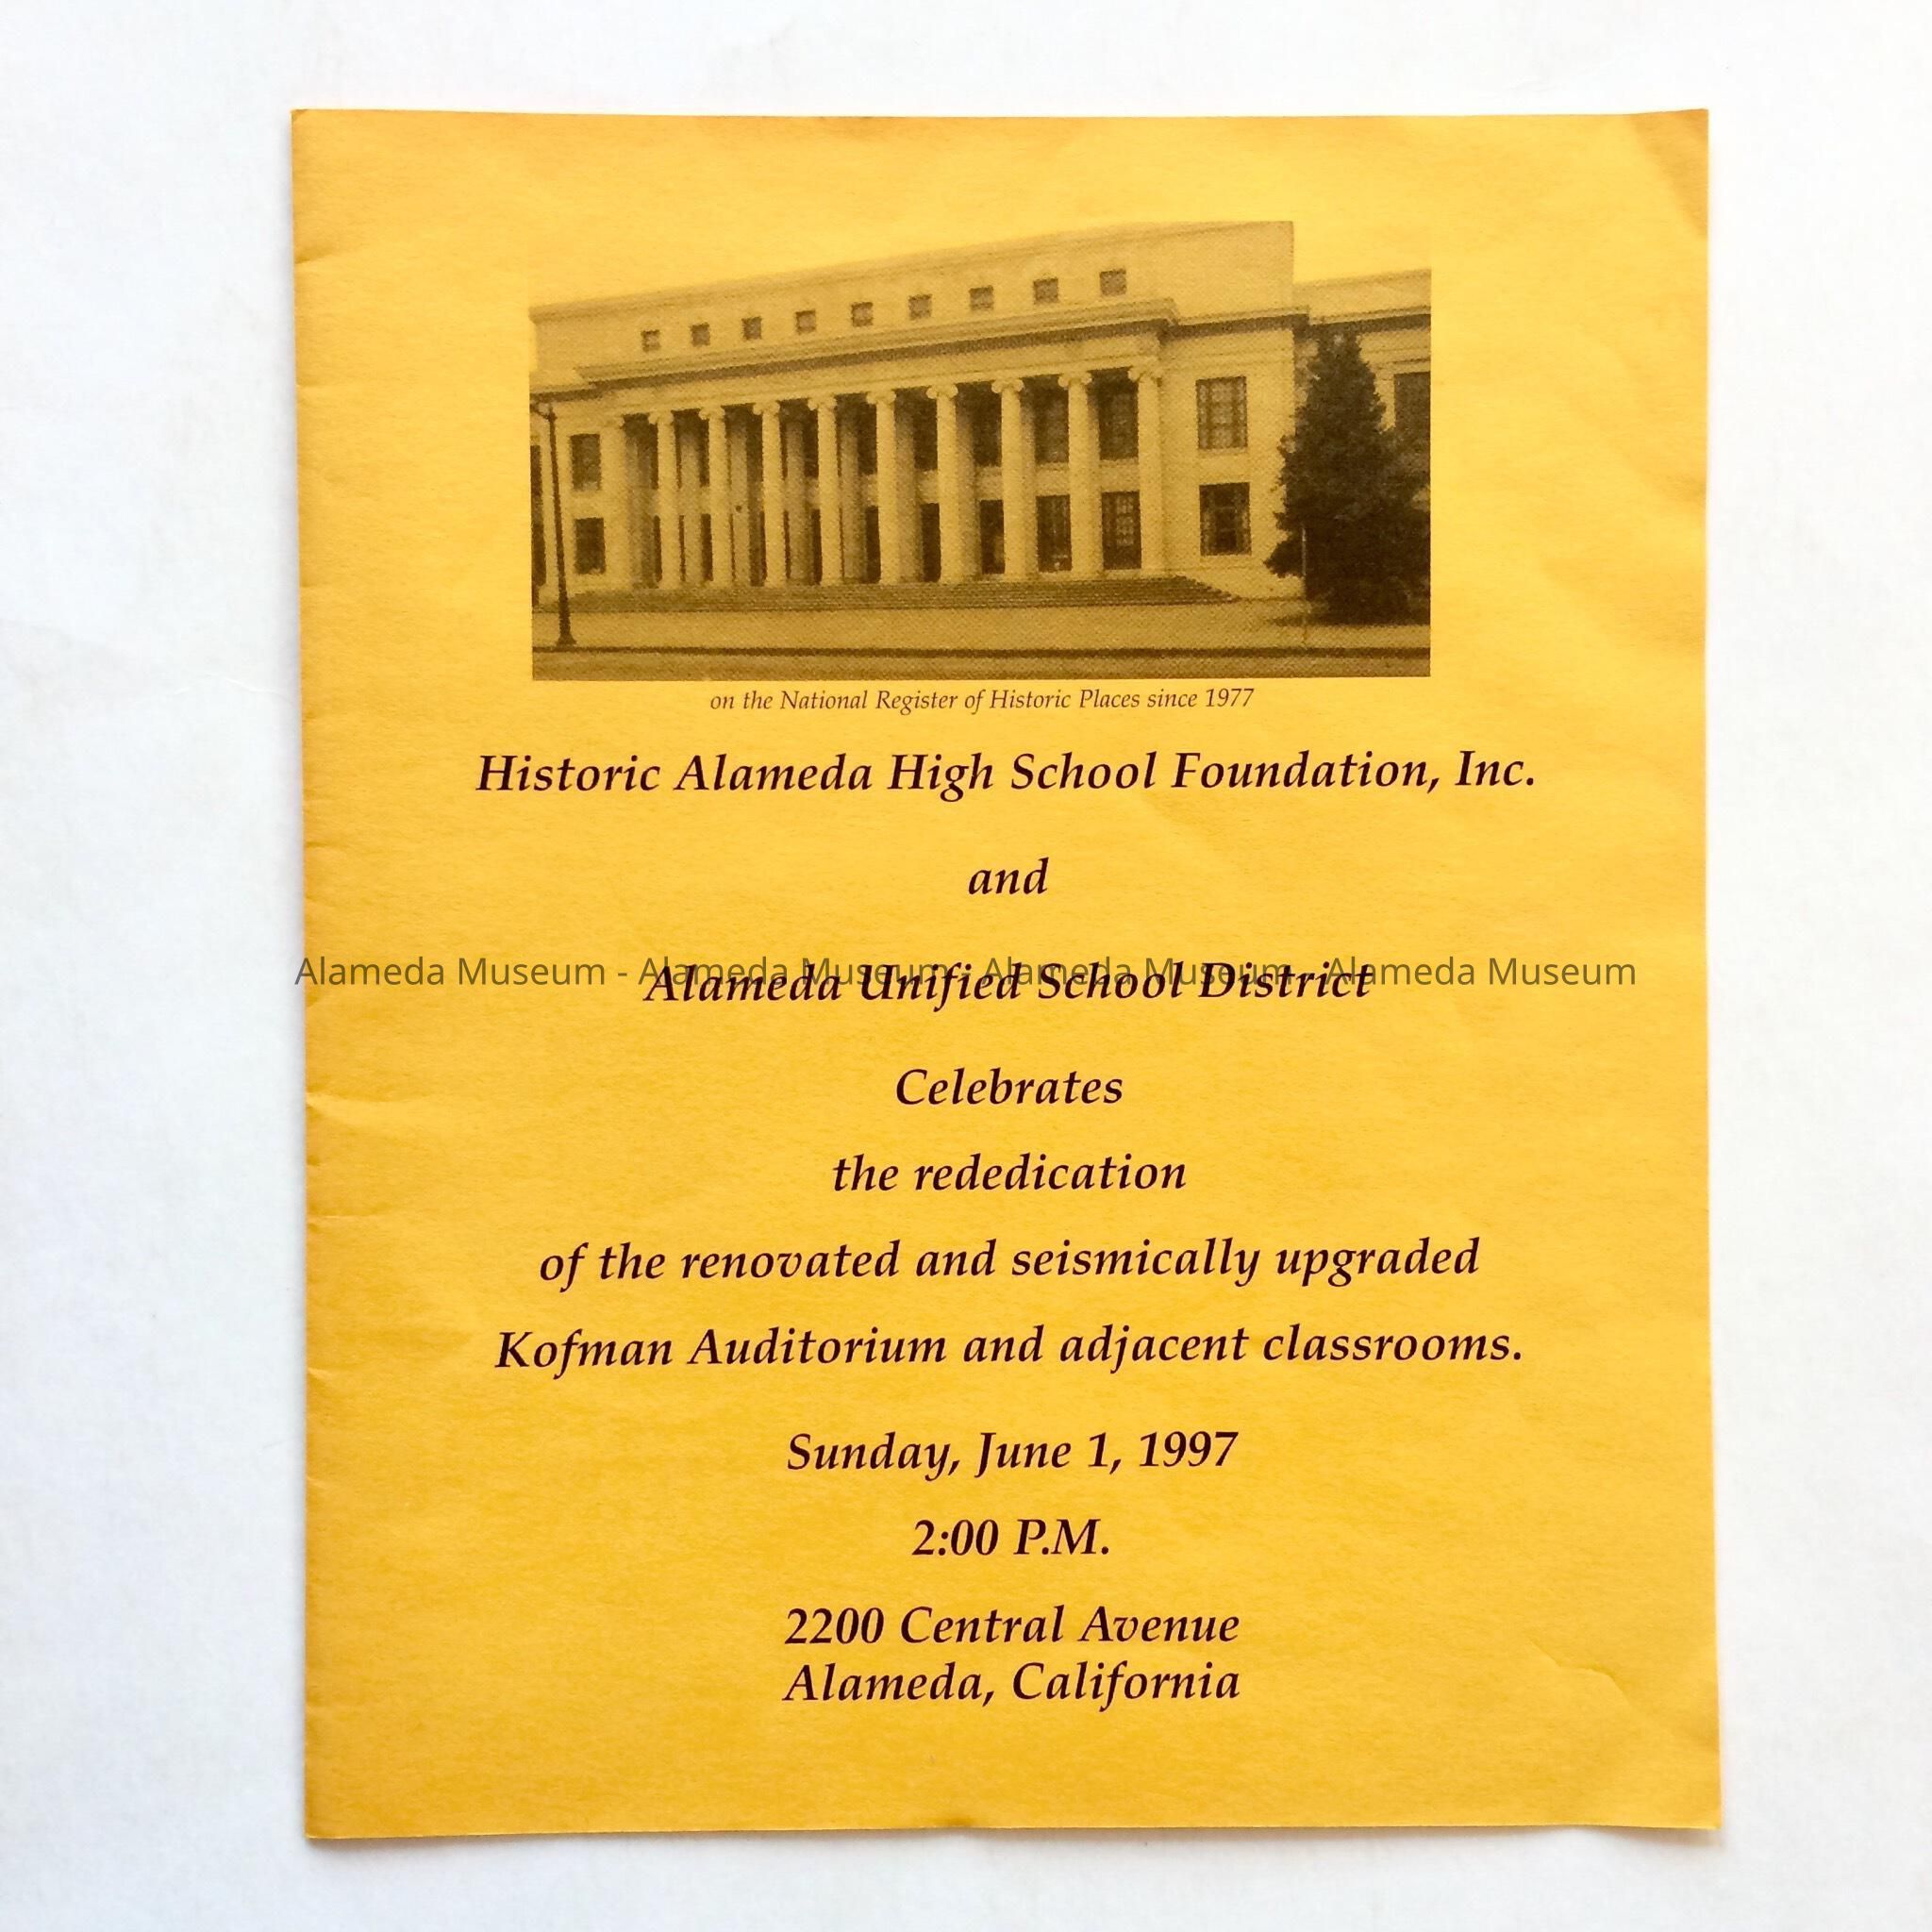 on the National Register of Historic Places since 1977
Historic Alameda High School Foundation, Inc.
and
Alameda Museum - Alameda Museum - Alameda Museum - Alameda Museum
Alameda Unified School District
Celebrates
the rededication
of the renovated and seismically upgraded
Kofman Auditorium and adjacent classrooms.
Sunday, June 1, 1997
2:00 P.M.
2200 Central Avenue
Alameda, California